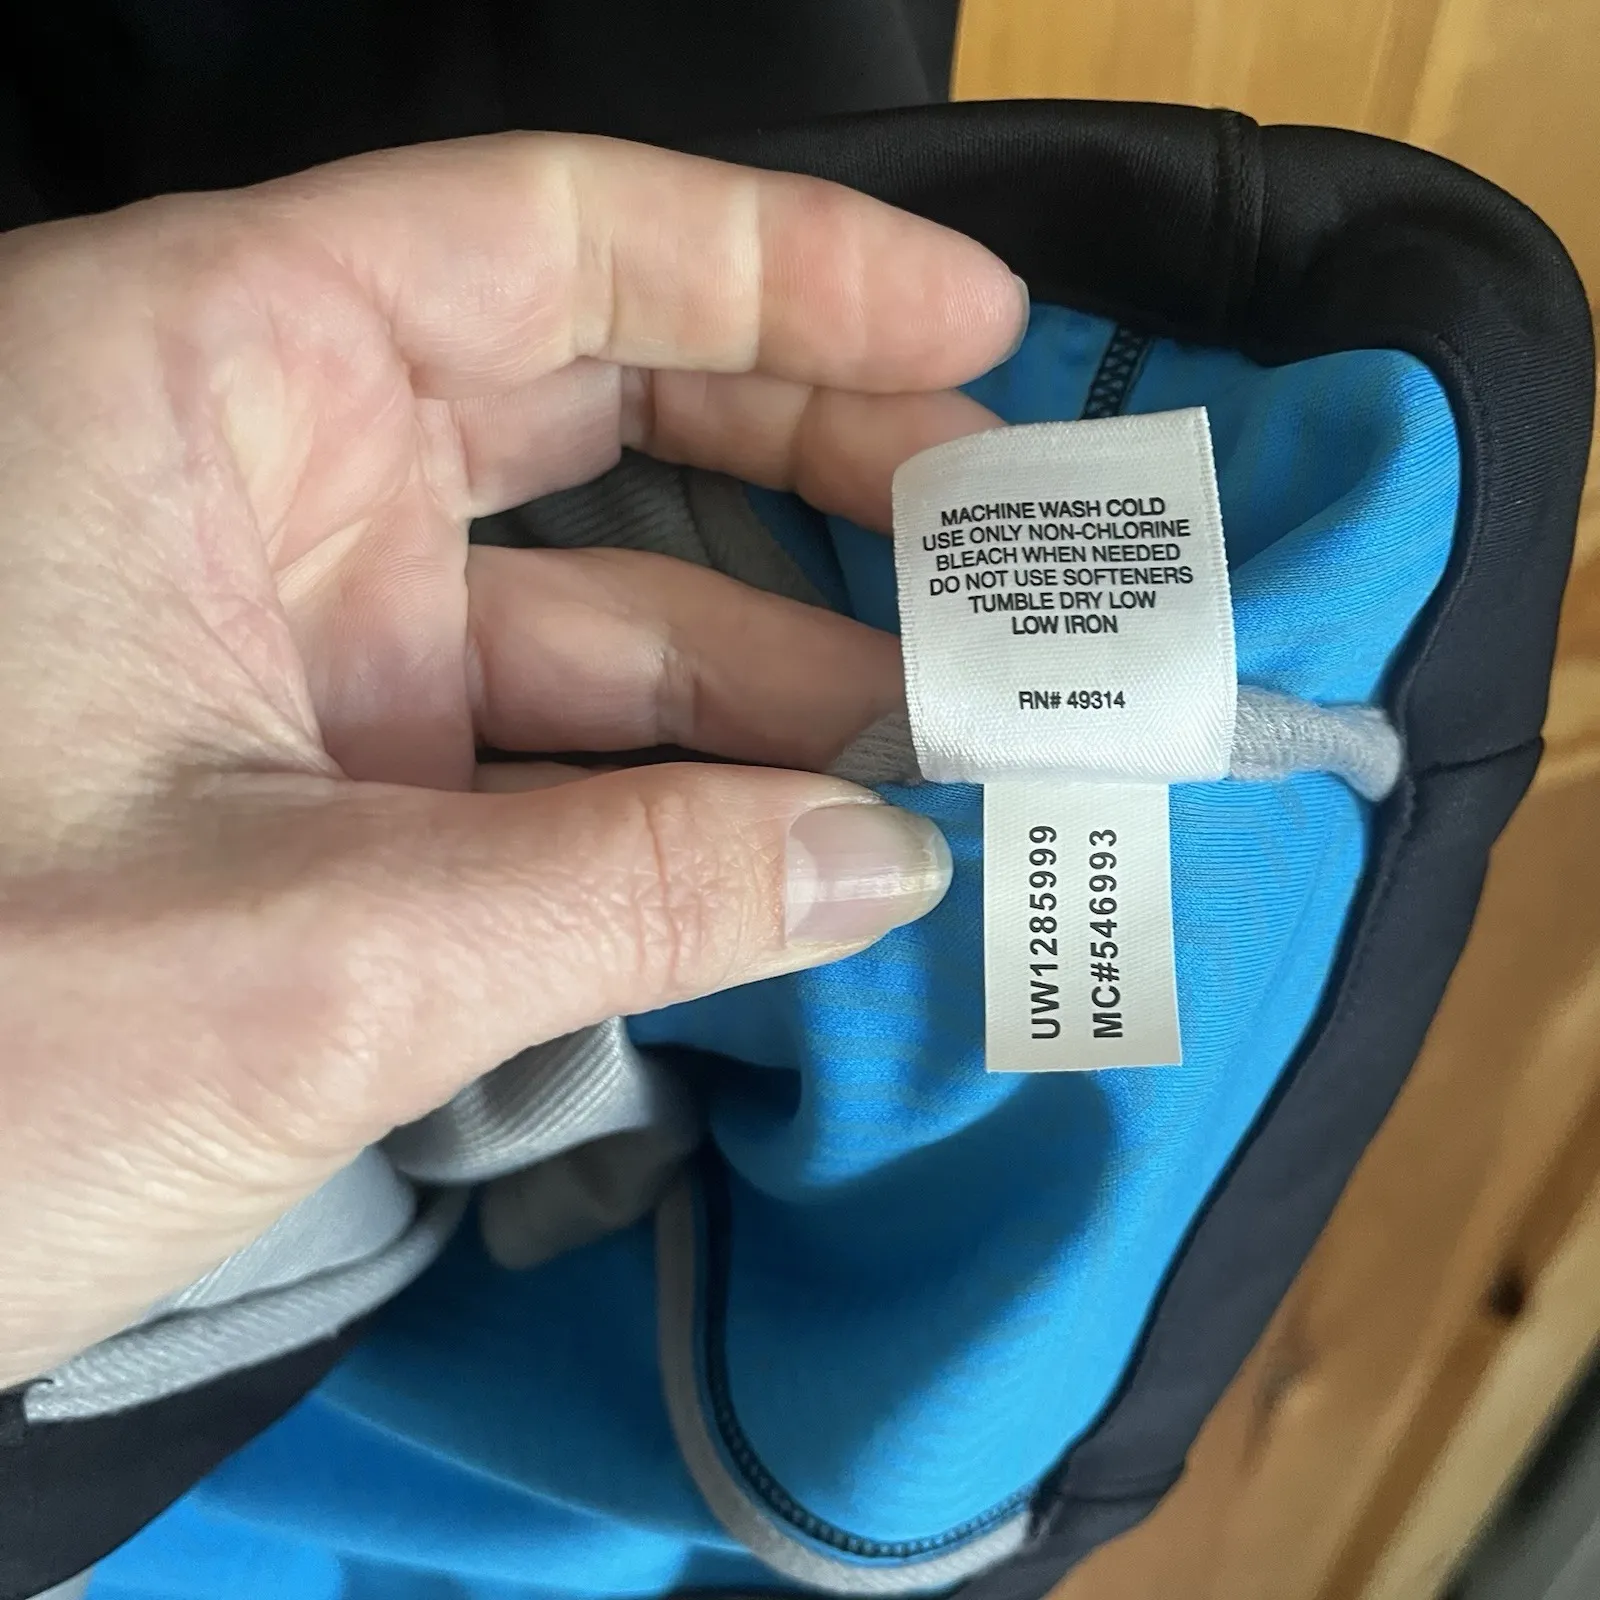 MACHINE WASH COLD
USE ONLY NON-CHLORINE
BLEACH WHEN NEEDED
DO NOT USE SOFTENERS
TUMBLE DRY LOW
LOW IRON
RN# 49314
UW1285999
MC#546993